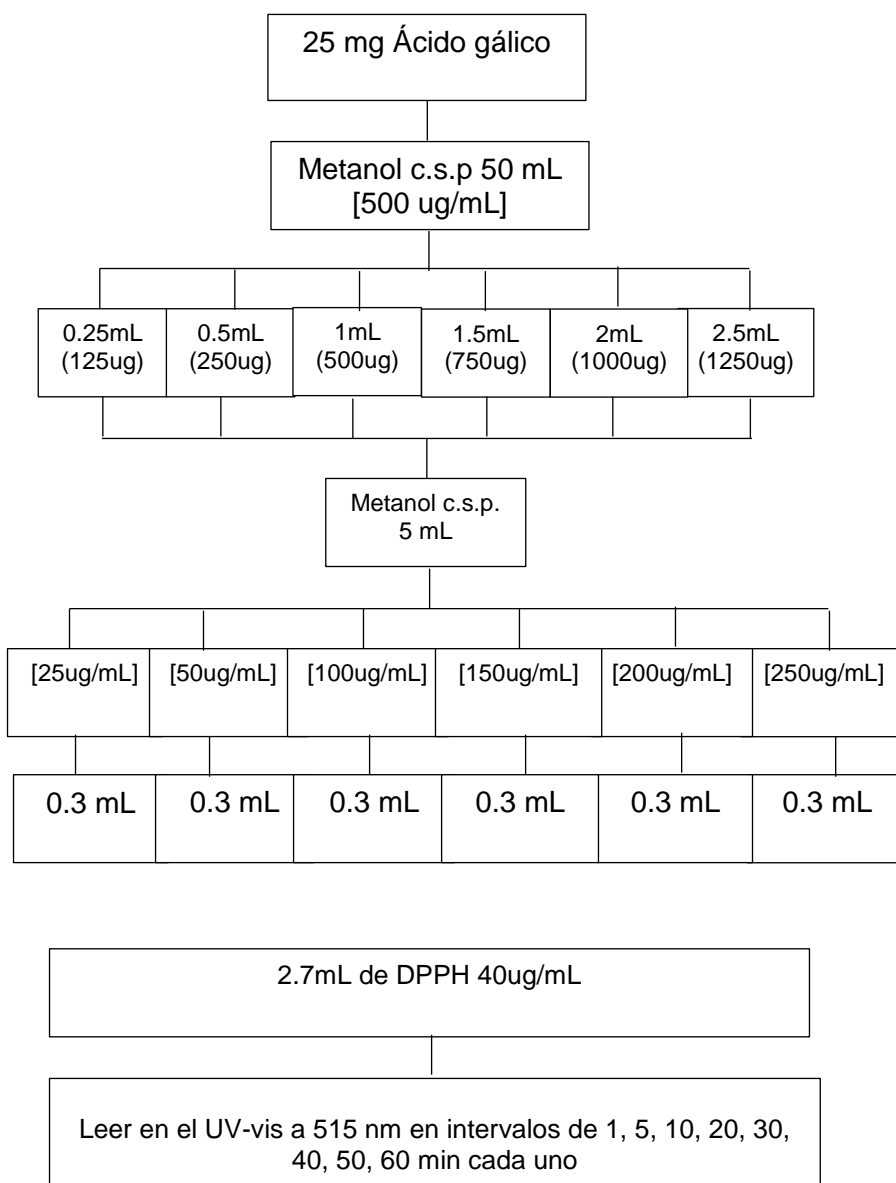 25 mg Ácido gálico
Metanol c.s.p 50 mL
[500 ug/mL]
0.25mL
(125ug)
0.5mL
(250ug)
1mL
(500ug)
1.5mL
(750ug)
2mL
(1000ug)
2.5mL
(1250ug)
Metanol c.s.p.
5 mL
[25ug/mL]
[50ug/mL]
[100ug/mL]
[150ug/mL]
[200ug/mL]
[250ug/mL]
0.3 mL
0.3 mL
0.3 mL
0.3 mL
0.3 mL
0.3 mL
2.7mL de DPPH 40ug/mL
Leer en el UV-vis a 515 nm en intervalos de 1, 5, 10, 20, 30,
40, 50, 60 min cada uno